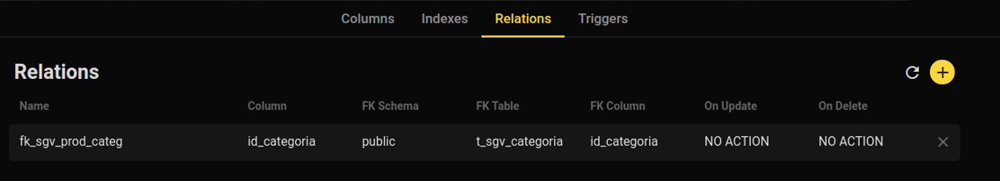 Columns Indexes Relations Triggers
Relations
Name Column FK Schema FK Table FK Column On Update On Delete
fk_sgv_prod_categ id_categoria public t_sgv_categoria id_categoria NO ACTION NO ACTION